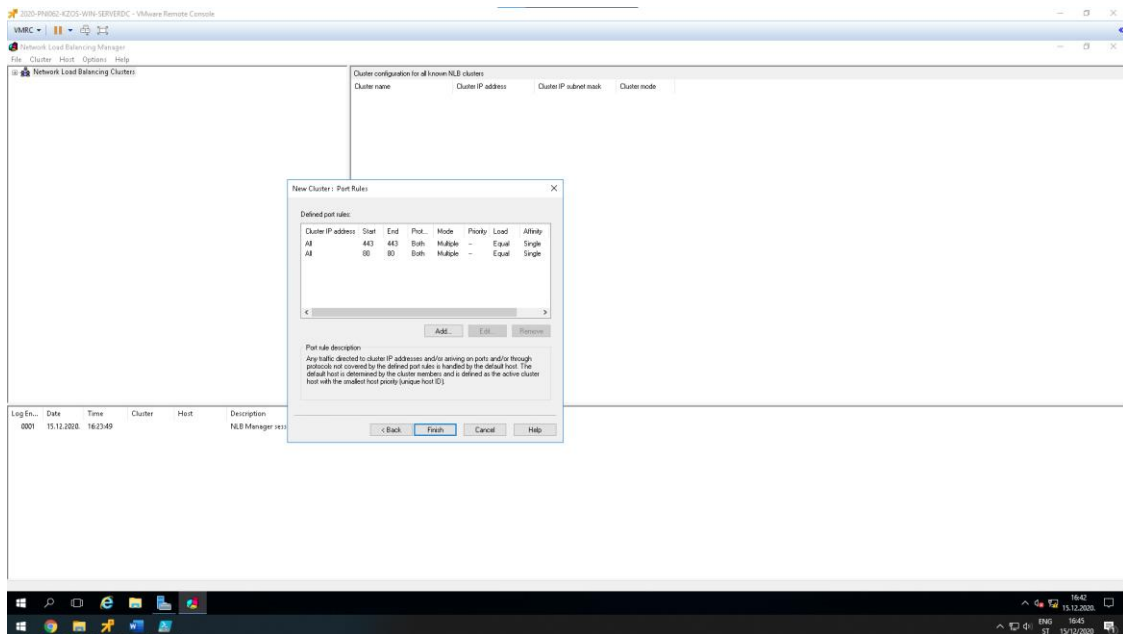 2020-PNI062-KZOS-WIN-SERVERDC - VMware Remote Console
VMRC
Network Load Balancing Manager
File Cluster Host Options Help
Network Load Balancing Clusters
Cluster configuration for all known NLB clusters
Cluster name Cluster IP address Cluster IP subnet mask Cluster mode
New Cluster : Port Rules
Defined port rules:
Cluster IP address Start End Prot... Mode Priority Load Affinity
All 443 443 Both Multiple -- Equal Single
All 80 80 Both Multiple -- Equal Single
Add... Edit... Remove
Port rule description
Any traffic directed to cluster IP addresses and/or arriving on ports and/or through
protocols not covered by the defined port rules is handled by the default host. The
default host is determined by the cluster members and is defined as the active cluster
host with the smallest host priority (unique host ID).
< Back Finish Cancel Help
Log En... Date Time Cluster Host Description
0001 15.12.2020. 16:23:49 NLB Manager sess
16:42
15.12.2020.
ENG 16:45
ST 15/12/2020